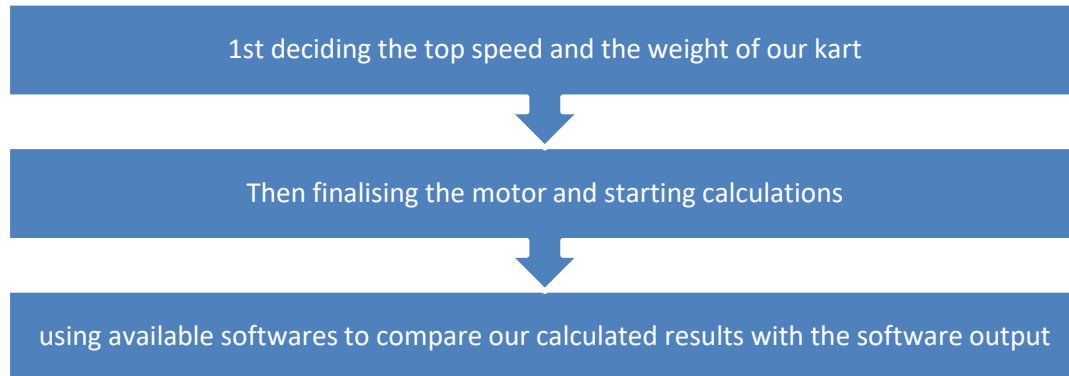 1st deciding the top speed and the weight of our kart
Then finalising the motor and starting calculations
using available softwares to compare our calculated results with the software output